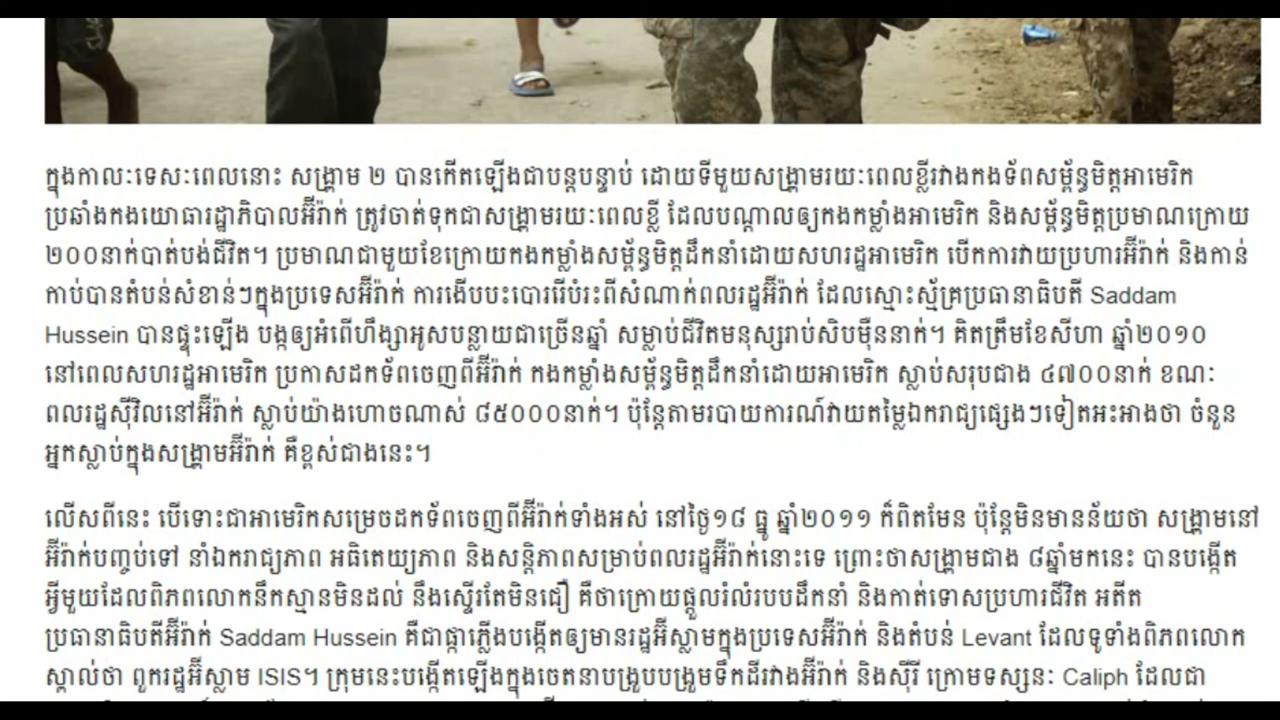 ក្នុងកាលៈទេសៈពេលនោះ សង្គ្រាម ២ បានកើតឡើងជាបន្តបន្ទាប់ ដោយទីមួយសង្គ្រាមរយៈពេលខ្លីរវាងកងទ័ពសម្ព័ន្ធមិត្តអាមេរិក
ប្រឆាំងកងយោធារដ្ឋាភិបាលអ៊ីរ៉ាក់ ត្រូវចាត់ទុកជាសង្គ្រាមរយៈពេលខ្លី ដែលបណ្តាលឲ្យកងកម្លាំងអាមេរិក និងសម្ព័ន្ធមិត្តប្រមាណក្រោយ
២០០នាក់បាត់បង់ជីវិត។ ប្រមាណជាមួយខែក្រោយកងកម្លាំងសម្ព័ន្ធមិត្តដឹកនាំដោយសហរដ្ឋអាមេរិក បើកការវាយប្រហារអ៊ីរ៉ាក់ និងកាន់
កាប់បានតំបន់សំខាន់ៗក្នុងប្រទេសអ៊ីរ៉ាក់ ការងើបបះបោររើបំរះពីសំណាក់ពលរដ្ឋអ៊ីរ៉ាក់ ដែលស្មោះស្ម័គ្រប្រធានាធិបតី Saddam
Hussein បានផ្ទុះឡើង បង្កឲ្យអំពើហឹង្សាអូសបន្លាយជាច្រើនឆ្នាំ សម្លាប់ជីវិតមនុស្សរាប់សិបម៉ឺននាក់។ គិតត្រឹមខែសីហា ឆ្នាំ២០១០
នៅពេលសហរដ្ឋអាមេរិក ប្រកាសដកទ័ពចេញពីអ៊ីរ៉ាក់ កងកម្លាំងសម្ព័ន្ធមិត្តដឹកនាំដោយអាមេរិក ស្លាប់សរុបជាង ៤៧០០នាក់ ខណៈ
ពលរដ្ឋស៊ីវិលនៅអ៊ីរ៉ាក់ ស្លាប់យ៉ាងហោចណាស់ ៨៥០០០នាក់។ ប៉ុន្តែតាមរបាយការណ៍វាយតម្លៃឯករាជ្យផ្សេងៗទៀតអះអាងថា ចំនួន
អ្នកស្លាប់ក្នុងសង្គ្រាមអ៊ីរ៉ាក់ គឺខ្ពស់ជាងនេះ។
លើសពីនេះ បើទោះជាអាមេរិកសម្រេចដកទ័ពចេញពីអ៊ីរ៉ាក់ទាំងអស់ នៅថ្ងៃ១៨ ធ្នូ ឆ្នាំ២០១១ ក៏ពិតមែន ប៉ុន្តែមិនមានន័យថា សង្គ្រាមនៅ
អ៊ីរ៉ាក់បញ្ចប់ទៅ នាំឯករាជ្យភាព អធិតេយ្យភាព និងសន្តិភាពសម្រាប់ពលរដ្ឋអ៊ីរ៉ាក់នោះទេ ព្រោះថាសង្គ្រាមជាង ៨ឆ្នាំមកនេះ បានបង្កើត
អ្វីមួយដែលពិភពលោកនឹកស្មានមិនដល់ នឹងស្ទើរតែមិនជឿ គឺថាក្រោយផ្តួលរំលំរបបដឹកនាំ និងកាត់ទោសប្រហារជីវិត អតីត
ប្រធានាធិបតីអ៊ីរ៉ាក់ Saddam Hussein គឺជាផ្កាភ្លើងបង្កើតឲ្យមានរដ្ឋអ៊ីស្លាមក្នុងប្រទេសអ៊ីរ៉ាក់ និងតំបន់ Levant ដែលទូទាំងពិភពលោក
ស្គាល់ថា ពួករដ្ឋអ៊ីស្លាម ISIS។ ក្រុមនេះបង្កើតឡើងក្នុងចេតនាបង្រួបបង្រួមទឹកដីរវាងអ៊ីរ៉ាក់ និងស៊ីរី ក្រោមទស្សនៈ Caliph ដែលជា